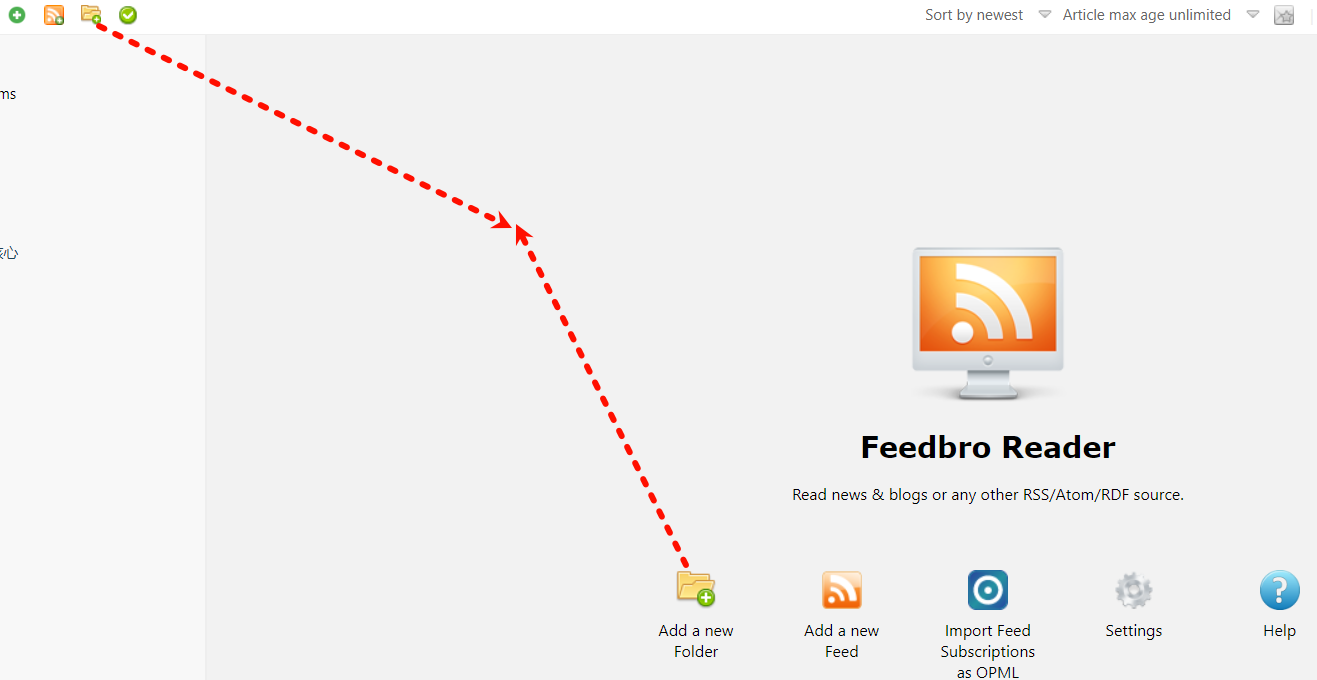 Sort by newest Article max age unlimited
ms
心
Feedbro Reader
Read news & blogs or any other RSS/Atom/RDF source.
Add a new
Folder
Add a new
Feed
Import Feed
Subscriptions
as OPML
Settings
?
Help